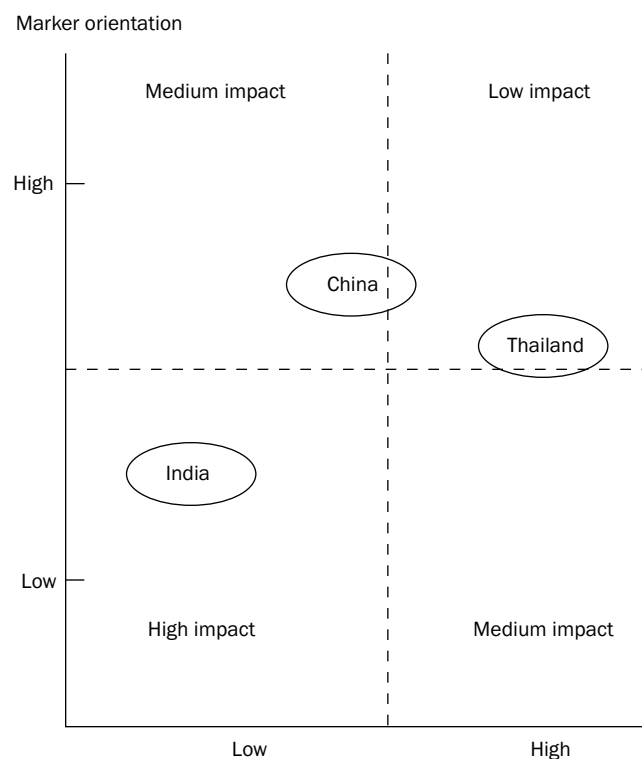 Marker orientation
Medium impact Low impact
High
China
Thailand
India
Low
High impact Medium impact
Low High